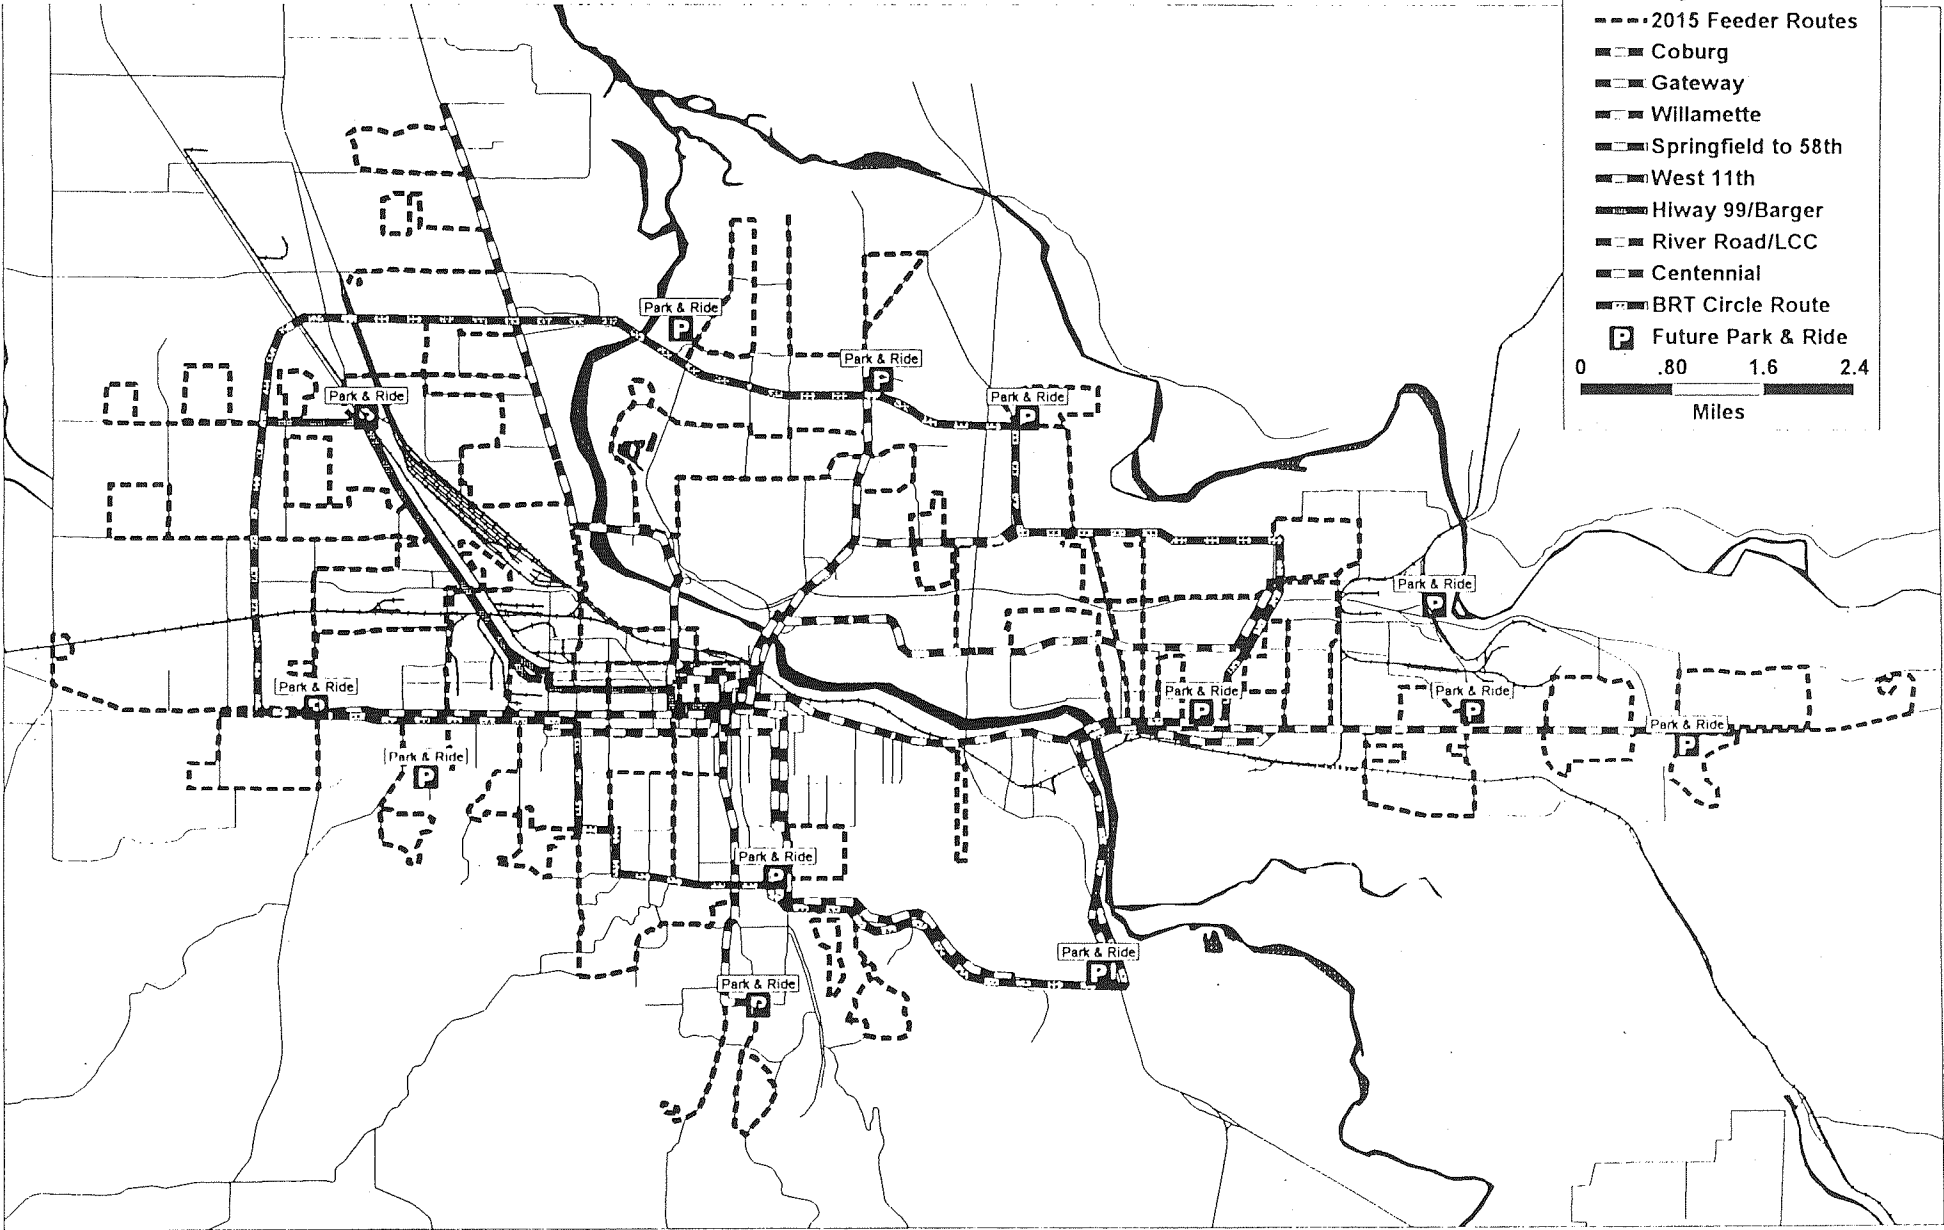 2015 Feeder Routes
Coburg
Gateway
Willamette
Springfield to 58th
West 11th
Hiway 99/Barger
River Road/LCC
Centennial
BRT Circle Route
P Future Park & Ride
0 .80 1.6 2.4
Miles
Park & Ride
P
Park & Ride
P
Park & Ride
P
Park & Ride
Park & Ride
P
Park & Ride
Park & Ride
P
Park & Ride
P
Park & Ride
P
Park & Ride
P
Park & Ride
P
Park & Ride
P
Park & Ride
P